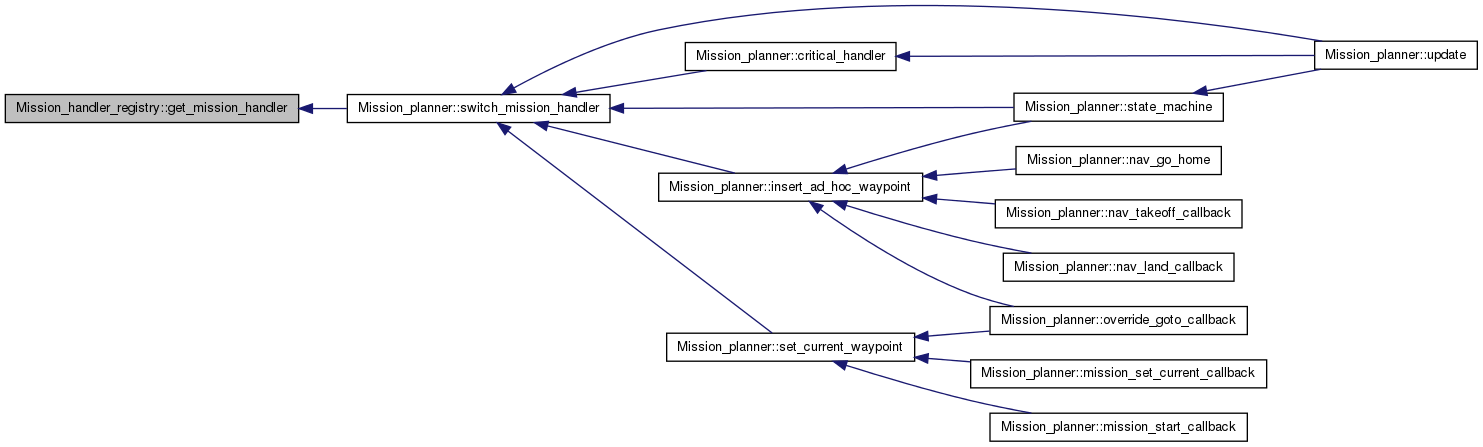 Mission_handler_registry::get_mission_handler
Mission_planner::switch_mission_handler
Mission_planner::critical_handler
Mission_planner::update
Mission_planner::state_machine
Mission_planner::insert_ad_hoc_waypoint
Mission_planner::nav_go_home
Mission_planner::nav_takeoff_callback
Mission_planner::nav_land_callback
Mission_planner::override_goto_callback
Mission_planner::set_current_waypoint
Mission_planner::mission_set_current_callback
Mission_planner::mission_start_callback